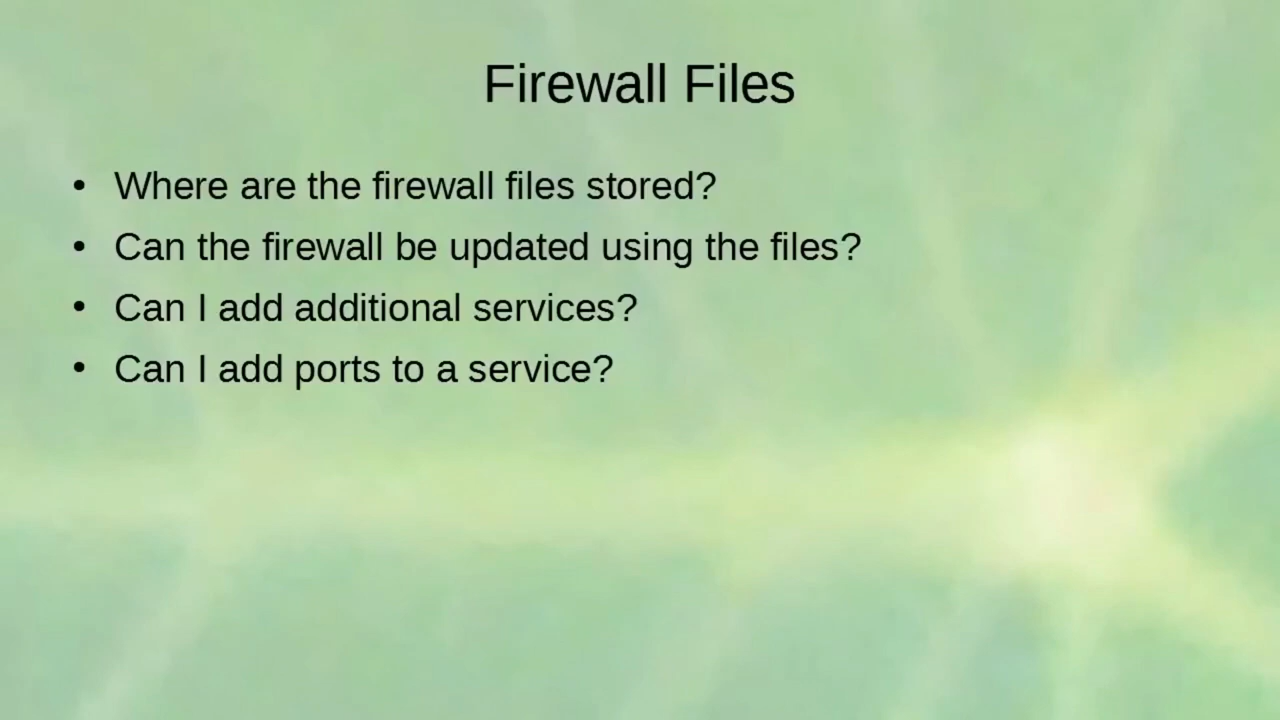 Firewall Files
• Where are the firewall files stored?
• Can the firewall be updated using the files?
• Can I add additional services?
• Can I add ports to a service?